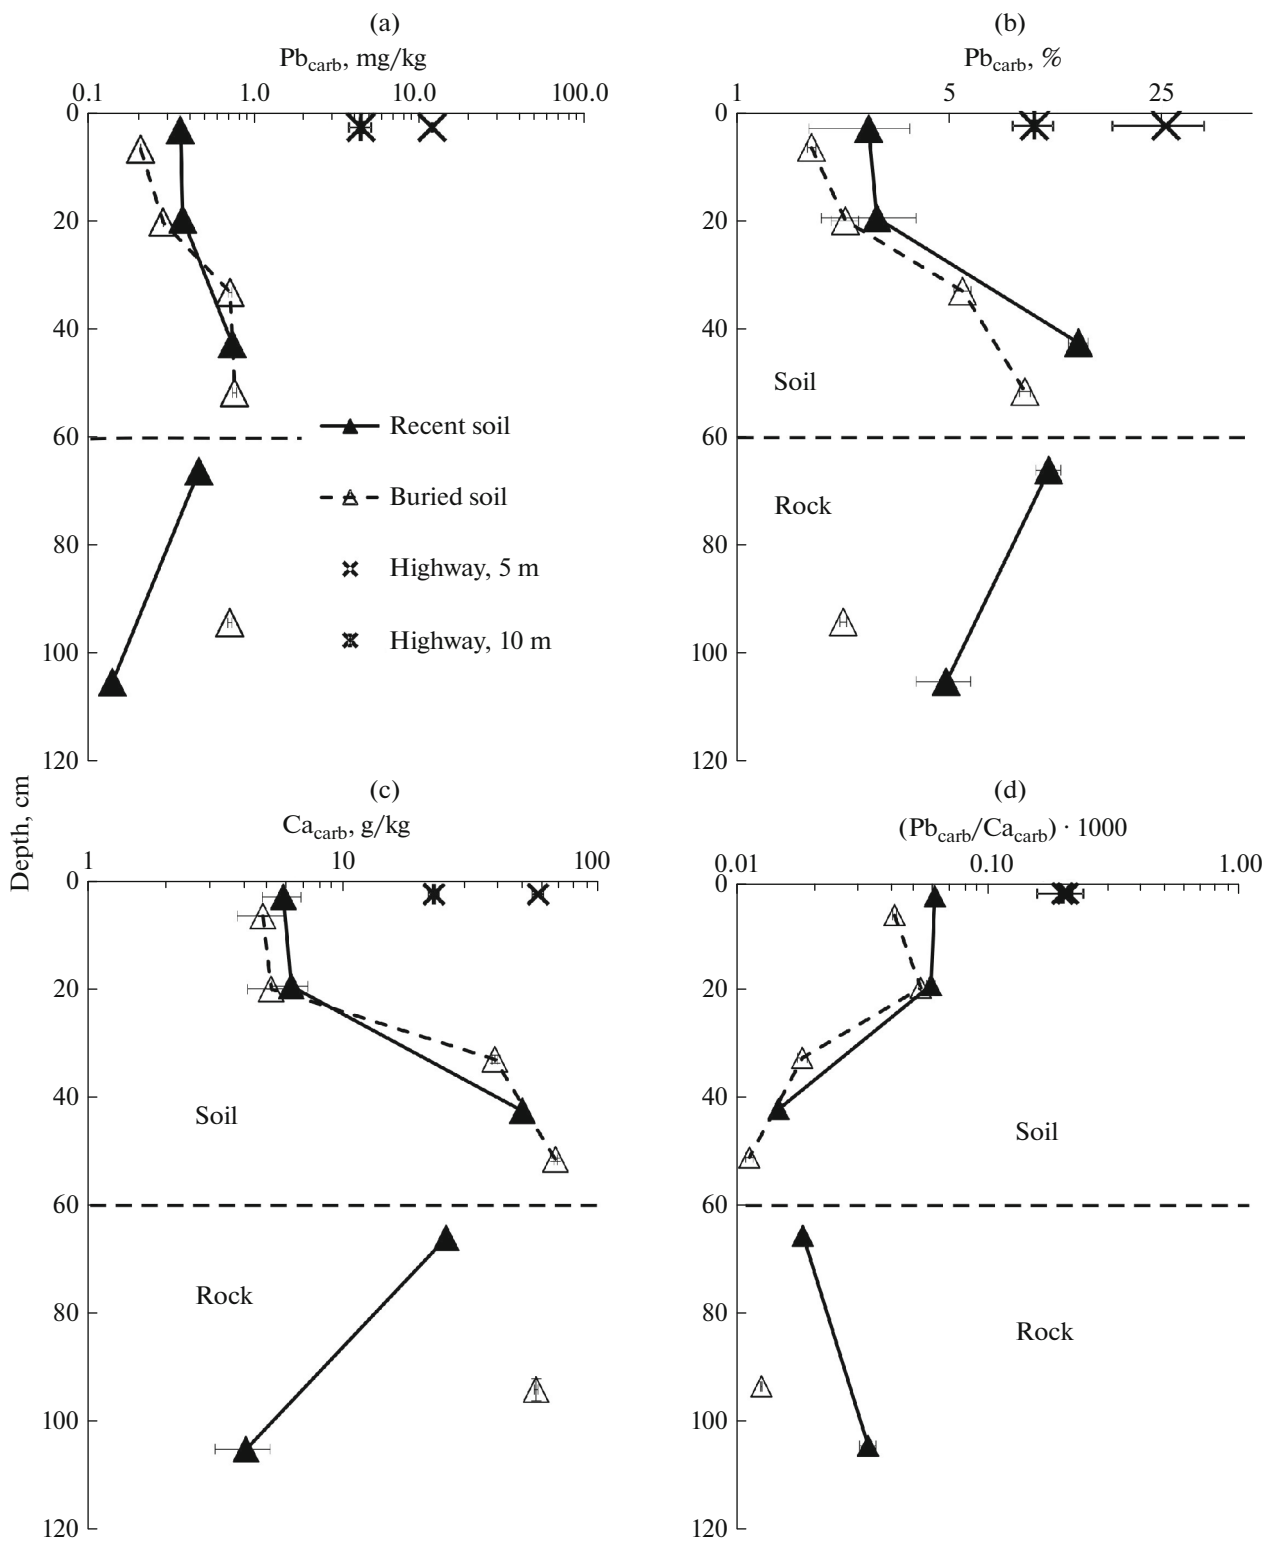 (a)
Pb_carb, mg/kg
0.1 1.0 10.0 100.0
0
20
40
60
80
100
120
Recent soil
Buried soil
Highway, 5 m
Highway, 10 m
(b)
Pb_carb, %
1 5 25
0
20
40
60
80
100
120
Soil
Rock
Depth, cm
(c)
Ca_carb, g/kg
1 10 100
0
20
40
60
80
100
120
Soil
Rock
(d)
(Pb_carb/Ca_carb) · 1000
0.01 0.10 1.00
0
20
40
60
80
100
120
Soil
Rock